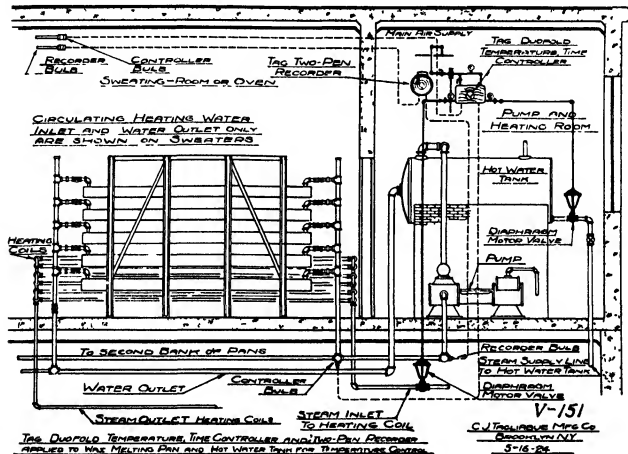 MAIN AIR SUPPLY
TAG DUOFOLD
TEMPERATURE, TIME
CONTROLLER
RECORDER
BULB
CONTROLLER
BULB
TAG TWO-PEN
RECORDER
SWEATING-ROOM OR OVEN
CIRCULATING HEATING WATER
INLET AND WATER OUTLET ONLY
ARE SHOWN ON SWEATERS
PUMP AND
HEATING ROOM
HOT WATER
TANK
HEATING
COILS
DIAPHRAGM
MOTOR VALVE
PUMP
TO SECOND BANK OF PANS
RECORDER BULB
STEAM SUPPLY LINE
TO HOT WATER TANK
WATER OUTLET
CONTROLLER
BULB
DIAPHRAGM
MOTOR VALVE
STEAM OUTLET HEATING COILS
STEAM INLET
TO HEATING COIL
V-151
C.J. TAGLIABUE MFG CO
BROOKLYN NY
5-16-24
TAG DUOFOLD TEMPERATURE, TIME CONTROLLER AND TWO-PEN RECORDER
APPLIED TO WAX MELTING PAN AND HOT WATER TANK FOR TEMPERATURE CONTROL